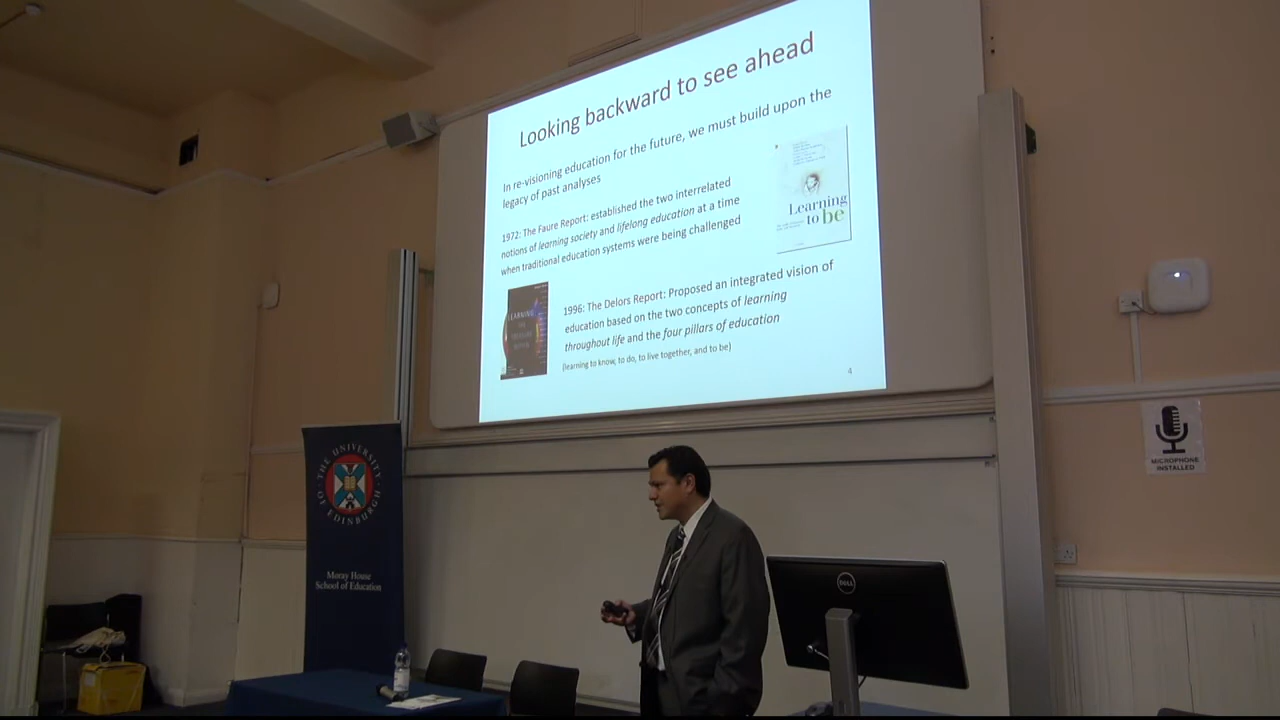 Looking backward to see ahead
In re-visioning education for the future, we must build upon the
legacy of past analyses
1972: The Faure Report: established the two interrelated
notions of learning society and lifelong education at a time
when traditional education systems were being challenged
Learning
to be
LEARNING
1996: The Delors Report: Proposed an integrated vision of
education based on the two concepts of learning
throughout life and the four pillars of education
(learning to know, to do, to live together, and to be)
4
THE UNIVERSITY
OF EDINBURGH
Moray House
School of Education
MICROPHONE
INSTALLED
DELL